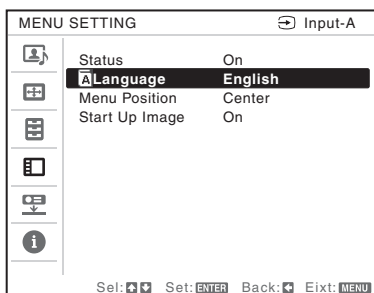 MENU SETTING Input-A
Status On
A Language English
Menu Position Center
Start Up Image On
Sel: Set: ENTER Back: Eixt: MENU